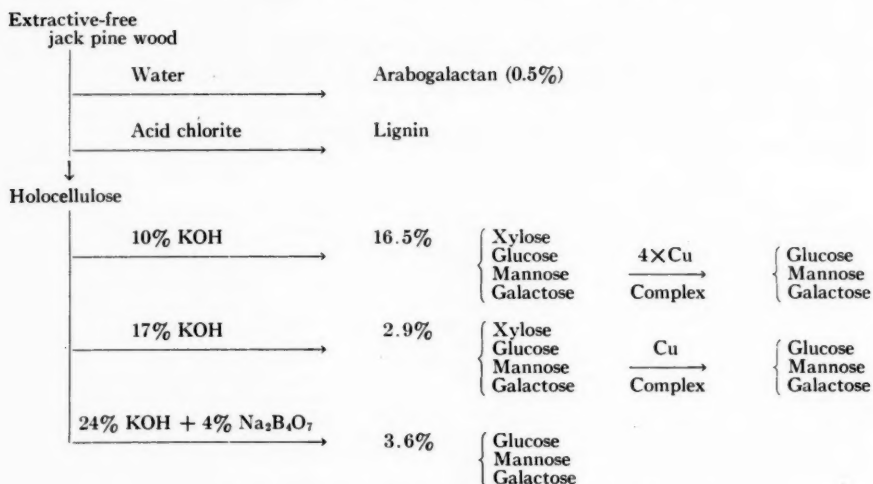 Extractive-free
jack pine wood
Water Arabogalactan (0.5%)
Acid chlorite Lignin
Holocellulose
10% KOH 16.5% Xylose
Glucose
Mannose
Galactose
4×Cu
Complex
Glucose
Mannose
Galactose
17% KOH 2.9% Xylose
Glucose
Mannose
Galactose
Cu
Complex
Glucose
Mannose
Galactose
24% KOH + 4% Na₂B₄O₇ 3.6% Glucose
Mannose
Galactose